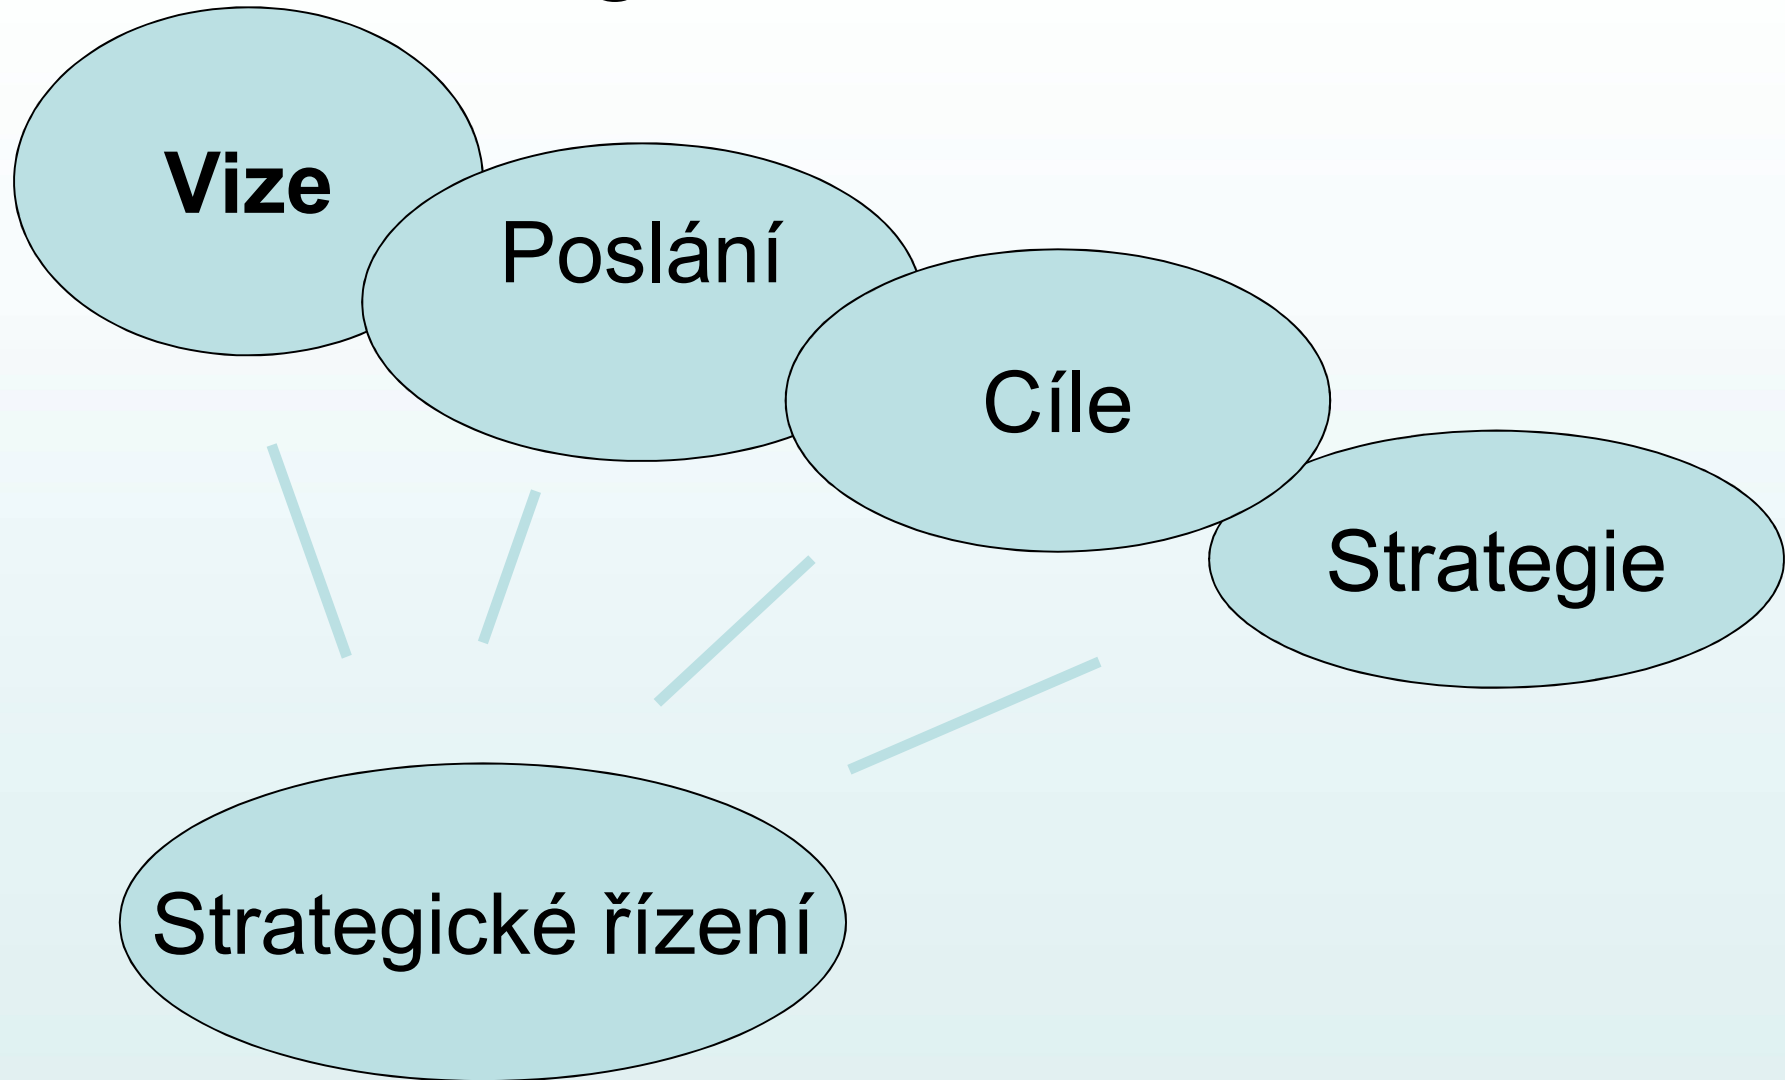 Vize
Poslání
Cíle
Strategie
Strategické řízení